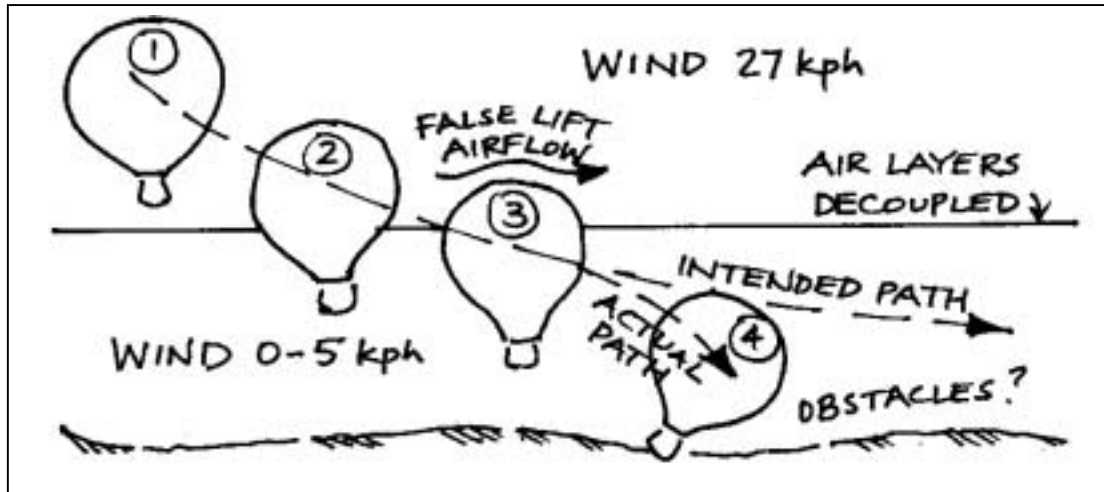 ①
WIND 27 kph
FALSE LIFT
AIRFLOW
②
AIR LAYERS
DECOUPLED
③
INTENDED PATH
ACTUAL
PATH
④
WIND 0-5 kph
OBSTACLES?